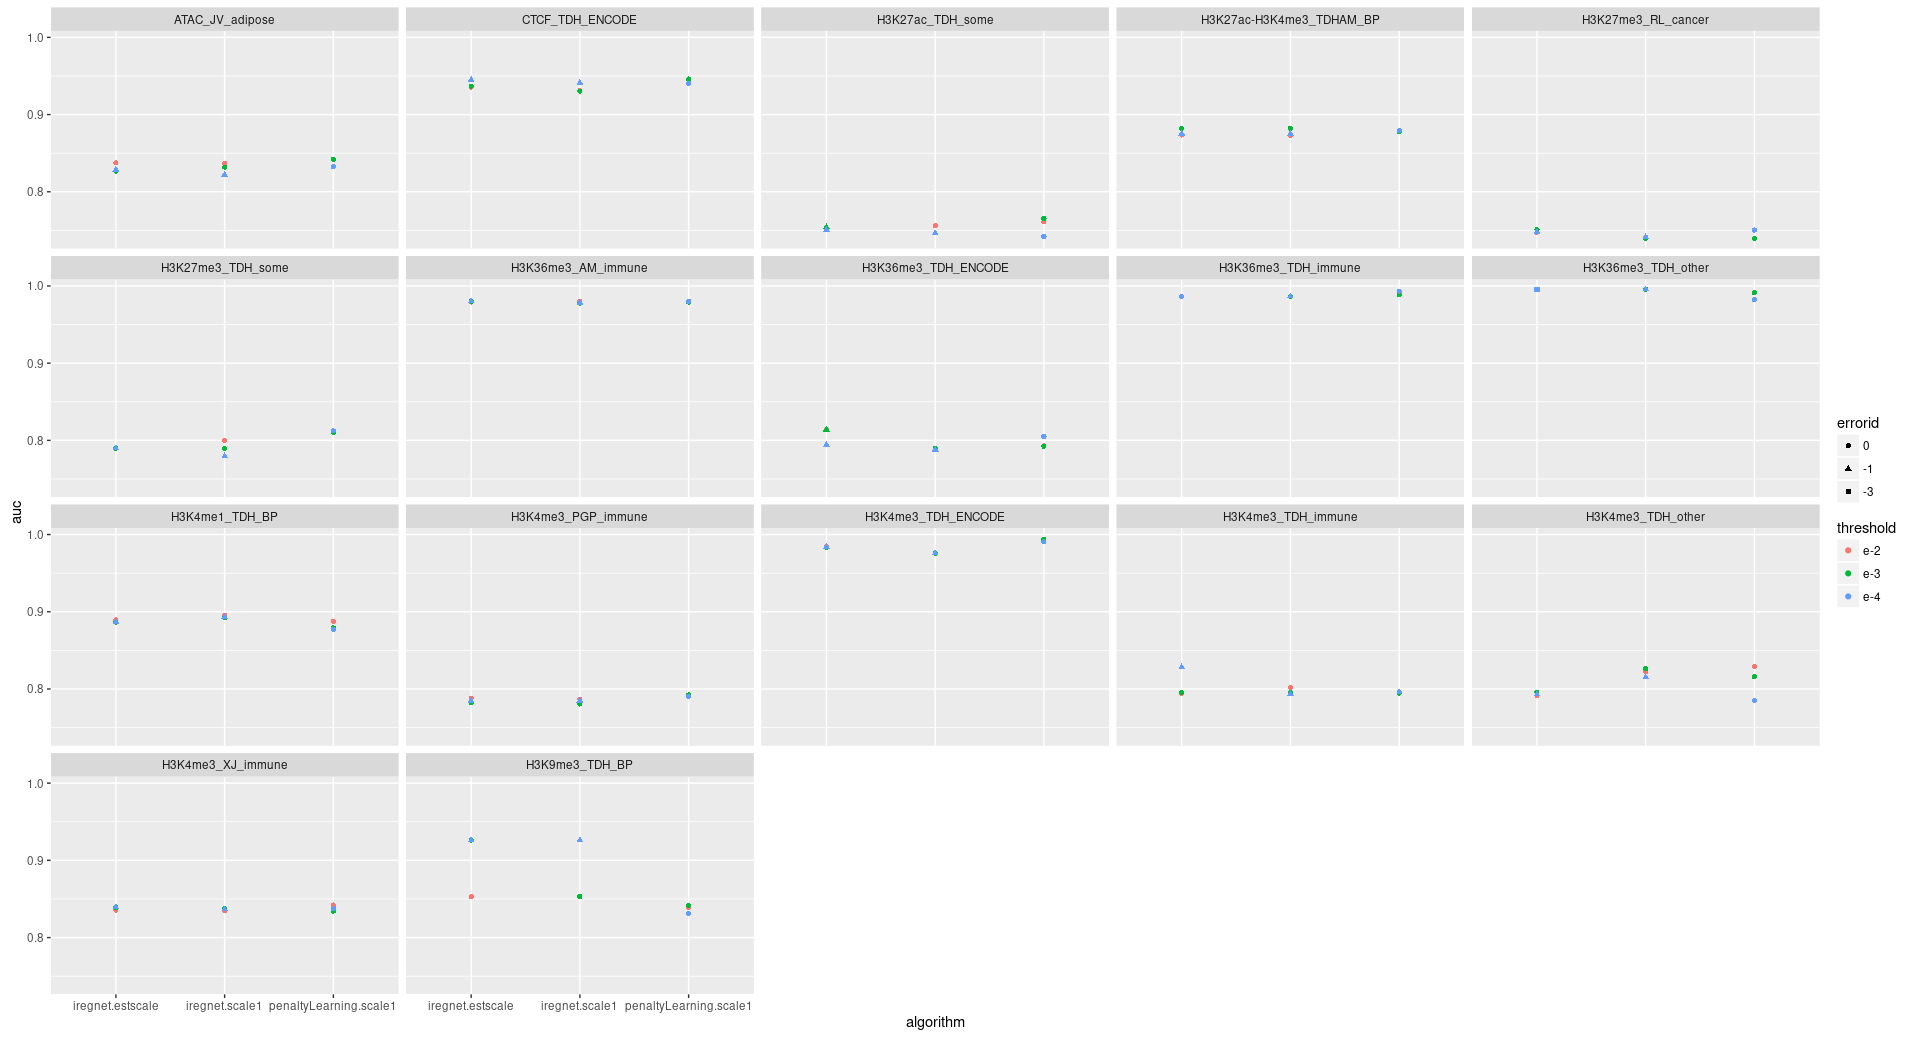 ATAC_JV_adipose CTCF_TDH_ENCODE H3K27ac_TDH_some H3K27ac-H3K4me3_TDHAM_BP H3K27me3_RL_cancer
1.0
0.9
0.8
H3K27me3_TDH_some H3K36me3_AM_immune H3K36me3_TDH_ENCODE H3K36me3_TDH_immune H3K36me3_TDH_other
1.0
0.9
0.8
H3K4me1_TDH_BP H3K4me3_PGP_immune H3K4me3_TDH_ENCODE H3K4me3_TDH_immune H3K4me3_TDH_other
1.0
0.9
0.8
H3K4me3_XJ_immune H3K9me3_TDH_BP
1.0
0.9
0.8
iregnet.estscale iregnet.scale1 penaltyLearning.scale1 iregnet.estscale iregnet.scale1 penaltyLearning.scale1
algorithm
auc
errorid
0
-1
-3
threshold
e-2
e-3
e-4